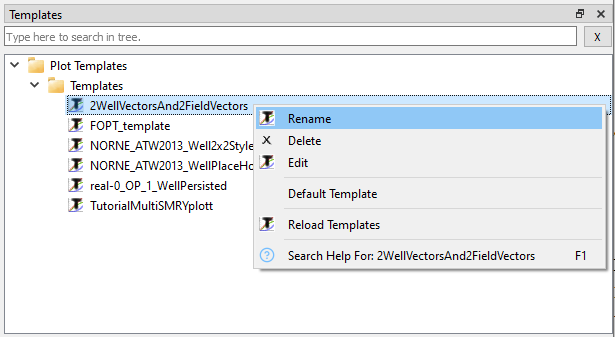 Templates
Type here to search in tree.
X
Plot Templates
Templates
2WellVectorsAnd2FieldVectors
FOPT_template
NORNE_ATW2013_Well2x2Style
NORNE_ATW2013_WellPlaceHo
real-0_OP_1_WellPersisted
TutorialMultiSMRYplott
Rename
Delete
Edit
Default Template
Reload Templates
Search Help For: 2WellVectorsAnd2FieldVectors F1